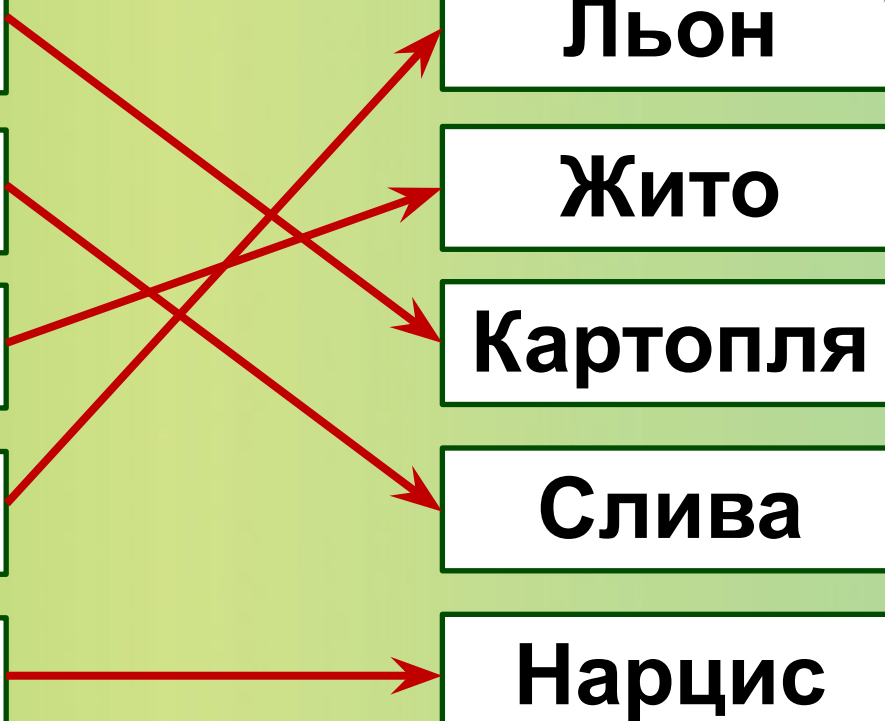 Льон
Жито
Картопля
Слива
Нарцис